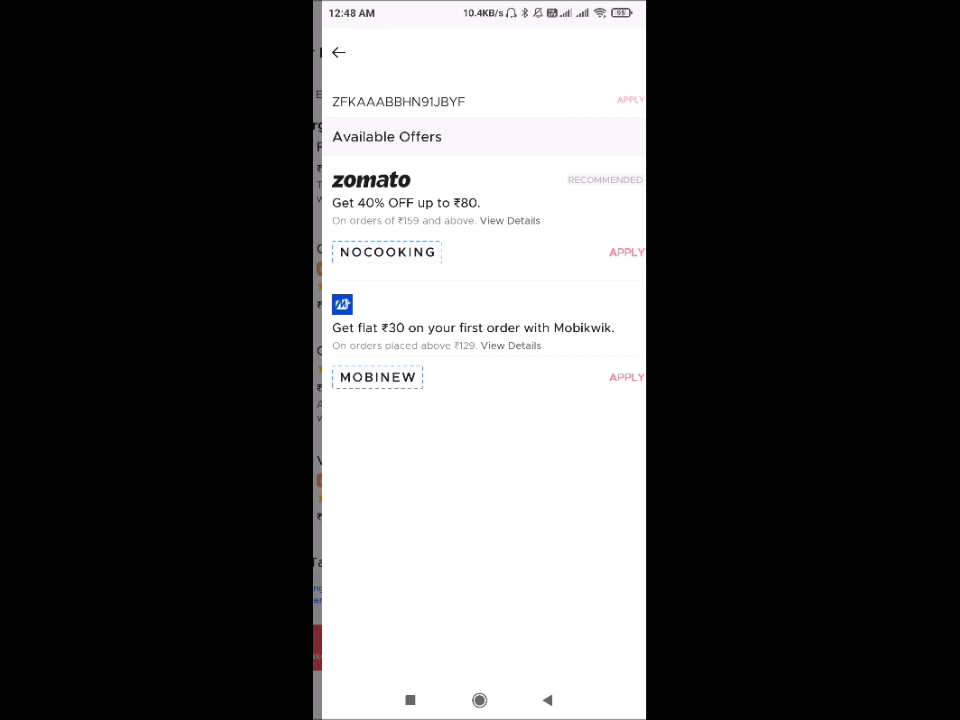 12:48 AM 10.4KB/s 95
ZFKAAABBHN91JBYF APPLY
Available Offers
zomato RECOMMENDED
Get 40% OFF up to ₹80.
On orders of ₹159 and above. View Details
NOCOOKING APPLY
Get flat ₹30 on your first order with Mobikwik.
On orders placed above ₹129. View Details
MOBINEW APPLY